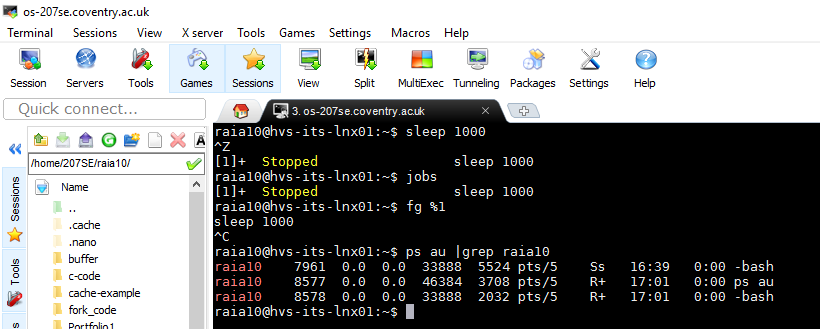 os-207se.coventry.ac.uk
Terminal Sessions View X server Tools Games Settings Macros Help
Session Servers Tools Games Sessions View Split MultiExec Tunneling Packages Settings Help
Quick connect...
3. os-207se.coventry.ac.uk
A
/home/207SE/raia10/
Name
..
.cache
.nano
buffer
c-code
cache-example
fork_code
Portfolio1
Sessions
Tools
raia10@hvs-its-lnx01:~$ sleep 1000
^Z
[1]+ Stopped sleep 1000
raia10@hvs-its-lnx01:~$ jobs
[1]+ Stopped sleep 1000
raia10@hvs-its-lnx01:~$ fg %1
sleep 1000
^C
raia10@hvs-its-lnx01:~$ ps au |grep raia10
raia10 7961 0.0 0.0 33888 5524 pts/5 Ss 16:39 0:00 -bash
raia10 8577 0.0 0.0 46384 3708 pts/5 R+ 17:01 0:00 ps au
raia10 8578 0.0 0.0 33888 2032 pts/5 R+ 17:01 0:00 -bash
raia10@hvs-its-lnx01:~$